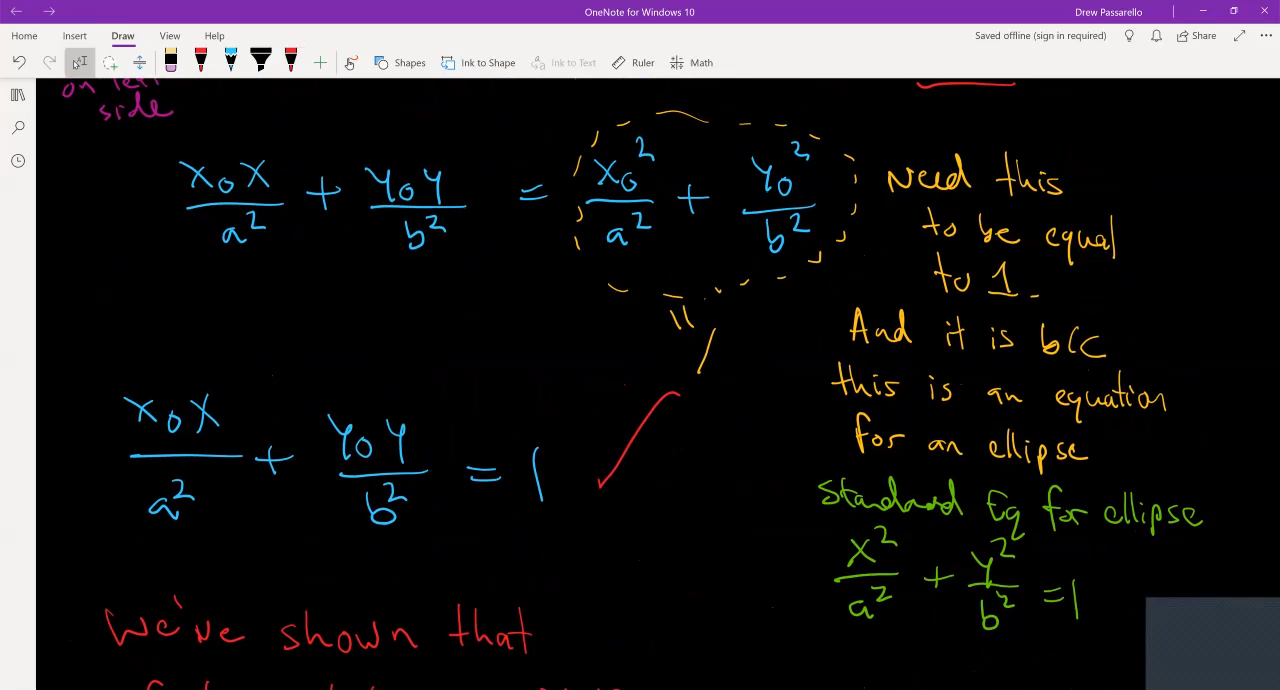 OneNote for Windows 10
Drew Passarello
Home Insert Draw View Help
Saved offline (sign in required)
Share
Shapes
Ink to Shape
Ink to Text
Ruler
Math
on left
side
x₀x/a² + y₀y/b² = x₀²/a² + y₀²/b²
Need this
to be equal
to 1.
And it is b/c
this is an equation
for an ellipse
x₀x/a² + y₀y/b² = 1
Standard Eq for ellipse
x²/a² + y²/b² = 1
We've shown that